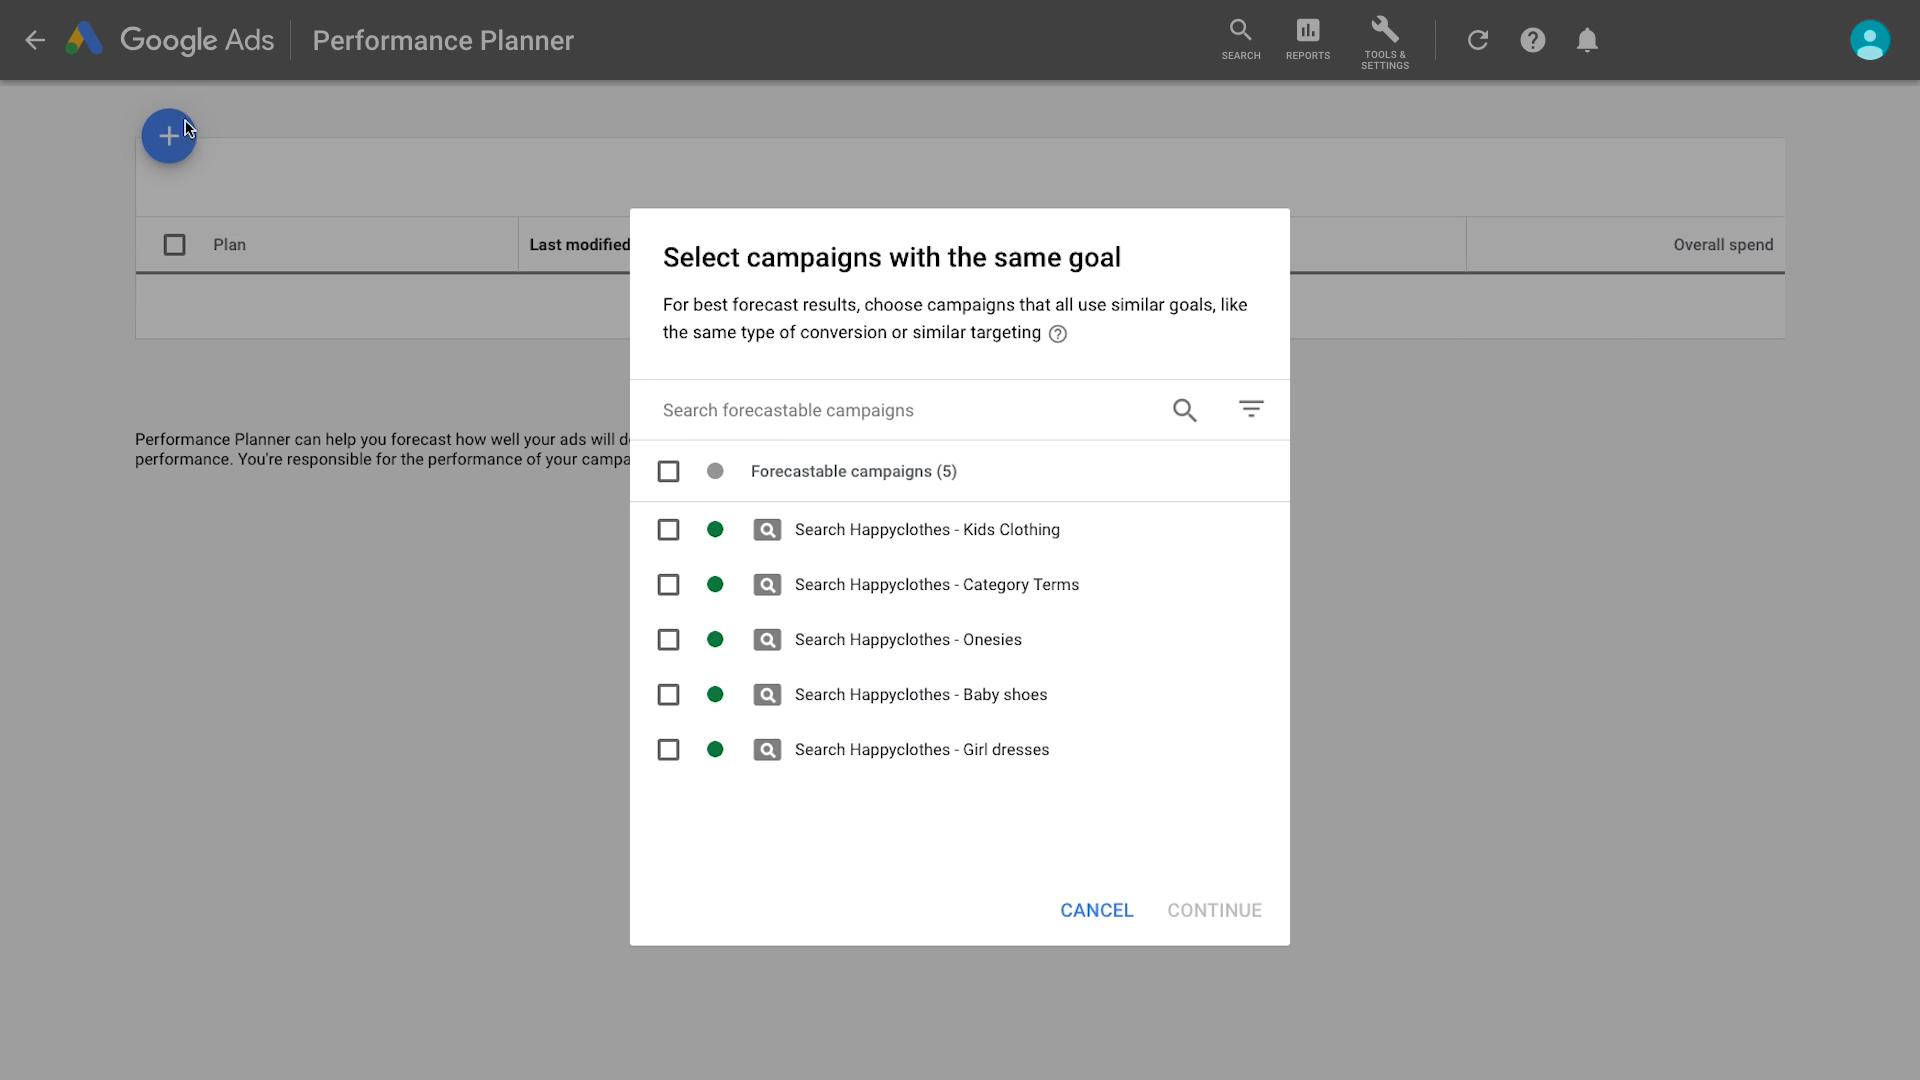 Google Ads
Performance Planner
SEARCH
REPORTS
TOOLS &
SETTINGS
Plan
Last modified
Overall spend
Performance Planner can help you forecast how well your ads will d
performance. You're responsible for the performance of your campa
Select campaigns with the same goal
For best forecast results, choose campaigns that all use similar goals, like
the same type of conversion or similar targeting
Search forecastable campaigns
Forecastable campaigns (5)
Search Happyclothes - Kids Clothing
Search Happyclothes - Category Terms
Search Happyclothes - Onesies
Search Happyclothes - Baby shoes
Search Happyclothes - Girl dresses
CANCEL
CONTINUE